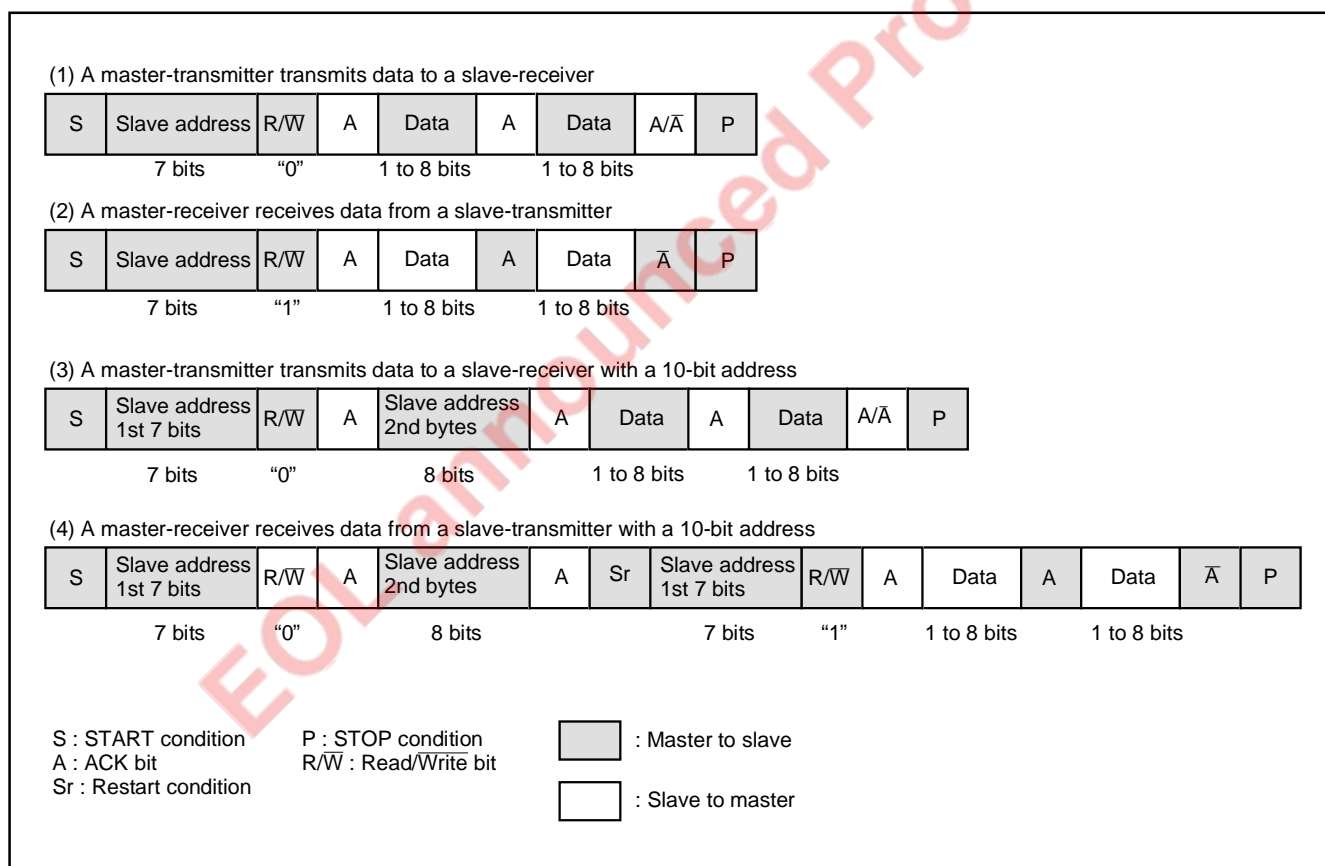 (1) A master-transmitter transmits data to a slave-receiver
S Slave address R/W̅ A Data A Data A/A̅ P
7 bits “0” 1 to 8 bits 1 to 8 bits
(2) A master-receiver receives data from a slave-transmitter
S Slave address R/W̅ A Data A Data A̅ P
7 bits “1” 1 to 8 bits 1 to 8 bits
(3) A master-transmitter transmits data to a slave-receiver with a 10-bit address
S Slave address 1st 7 bits R/W̅ A Slave address 2nd bytes A Data A Data A/A̅ P
7 bits “0” 8 bits 1 to 8 bits 1 to 8 bits
(4) A master-receiver receives data from a slave-transmitter with a 10-bit address
S Slave address 1st 7 bits R/W̅ A Slave address 2nd bytes A Sr Slave address 1st 7 bits R/W̅ A Data A Data A̅ P
7 bits “0” 8 bits 7 bits “1” 1 to 8 bits 1 to 8 bits
S : START condition P : STOP condition : Master to slave
A : ACK bit R/W̅ : Read/W̅r̅i̅t̅e̅ bit
Sr : Restart condition : Slave to master
EOL announced Pro